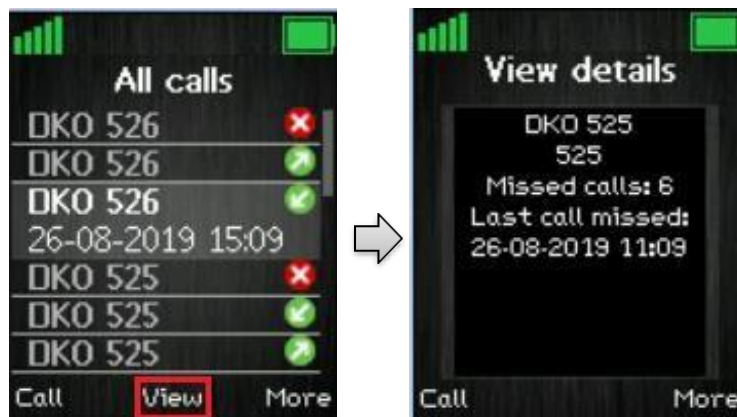 All calls
DKO 526
DKO 526
DKO 526
26-08-2019 15:09
DKO 525
DKO 525
DKO 525
Call View More
View details
DKO 525
525
Missed calls: 6
Last call missed:
26-08-2019 11:09
Call More